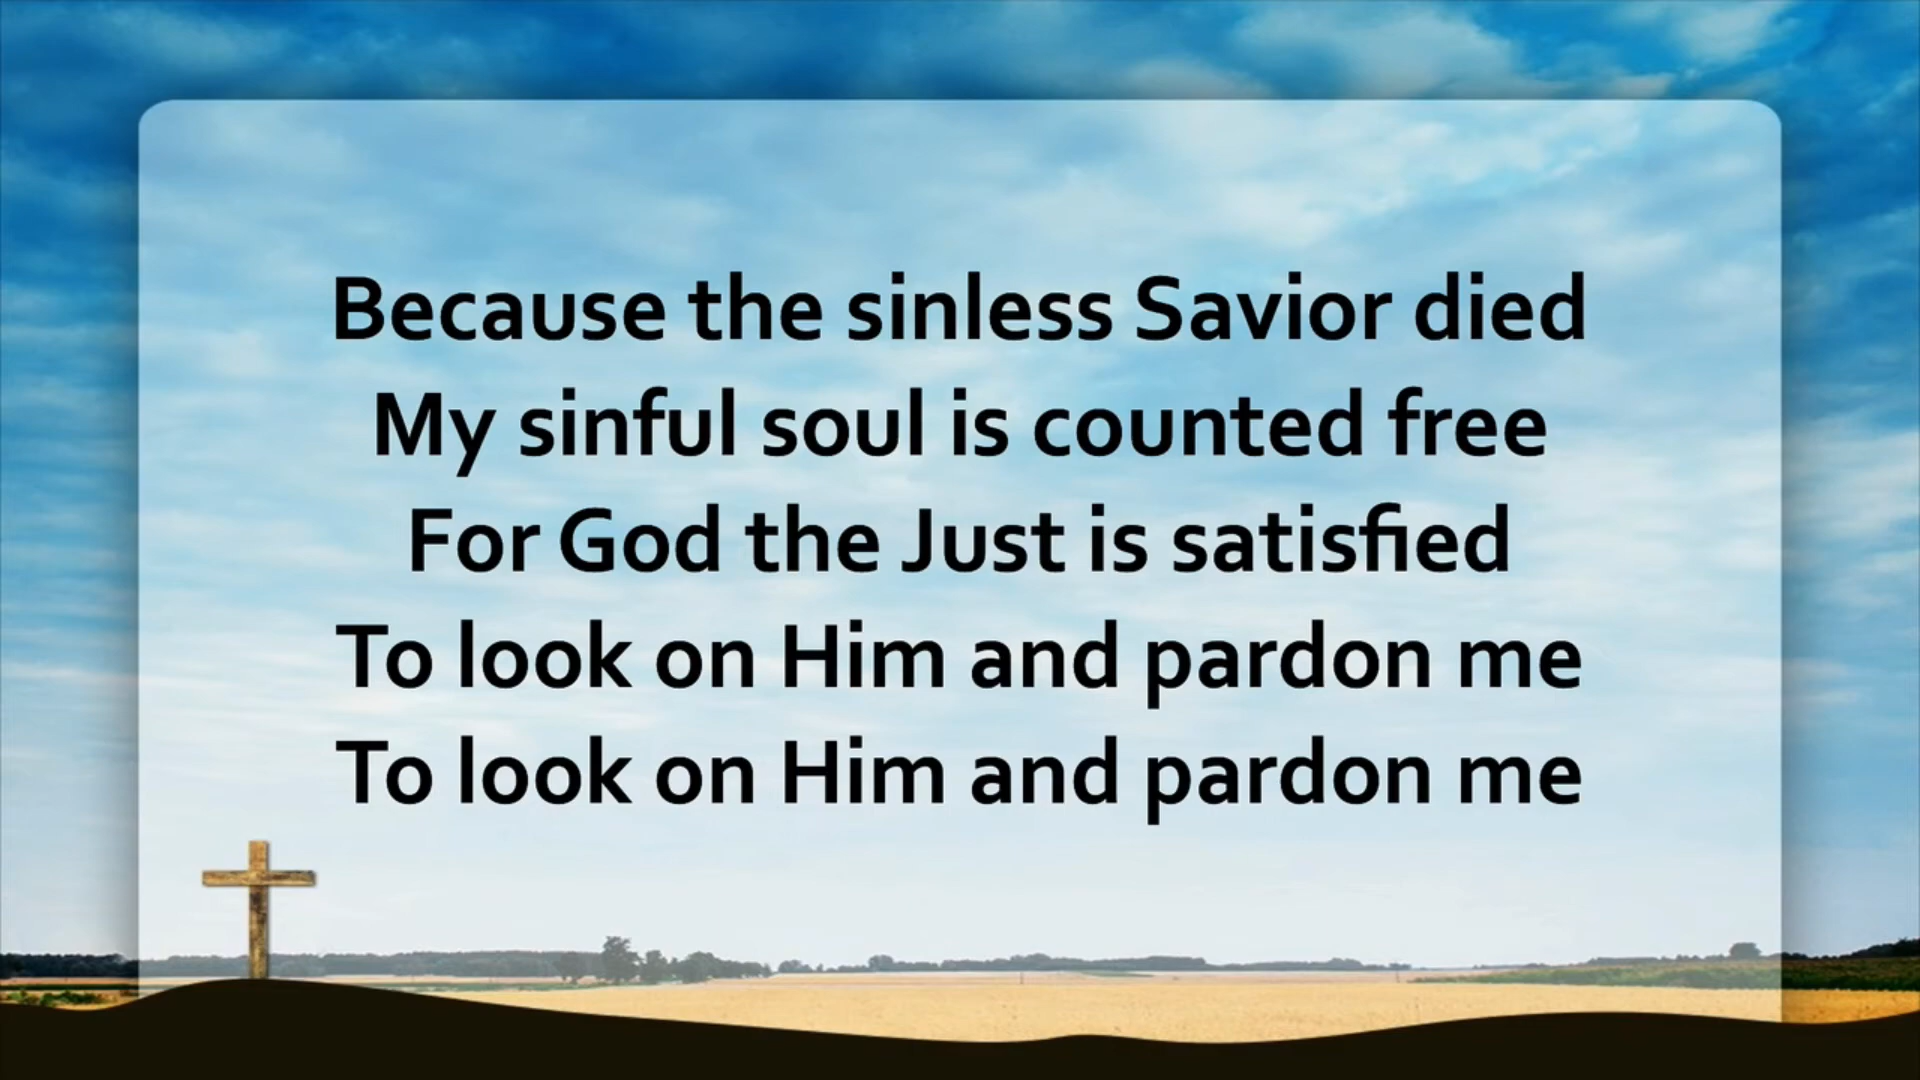 Because the sinless Savior died
My sinful soul is counted free
For God the Just is satisfied
To look on Him and pardon me
To look on Him and pardon me